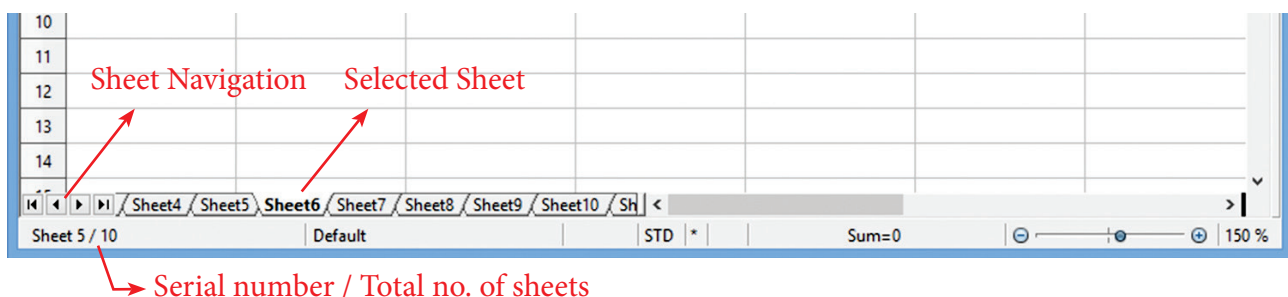 10
11
Sheet Navigation Selected Sheet
12
13
14
Sheet4 Sheet5 Sheet6 Sheet7 Sheet8 Sheet9 Sheet10 Sh
Sheet 5 / 10 Default STD * Sum=0 150 %
Serial number / Total no. of sheets